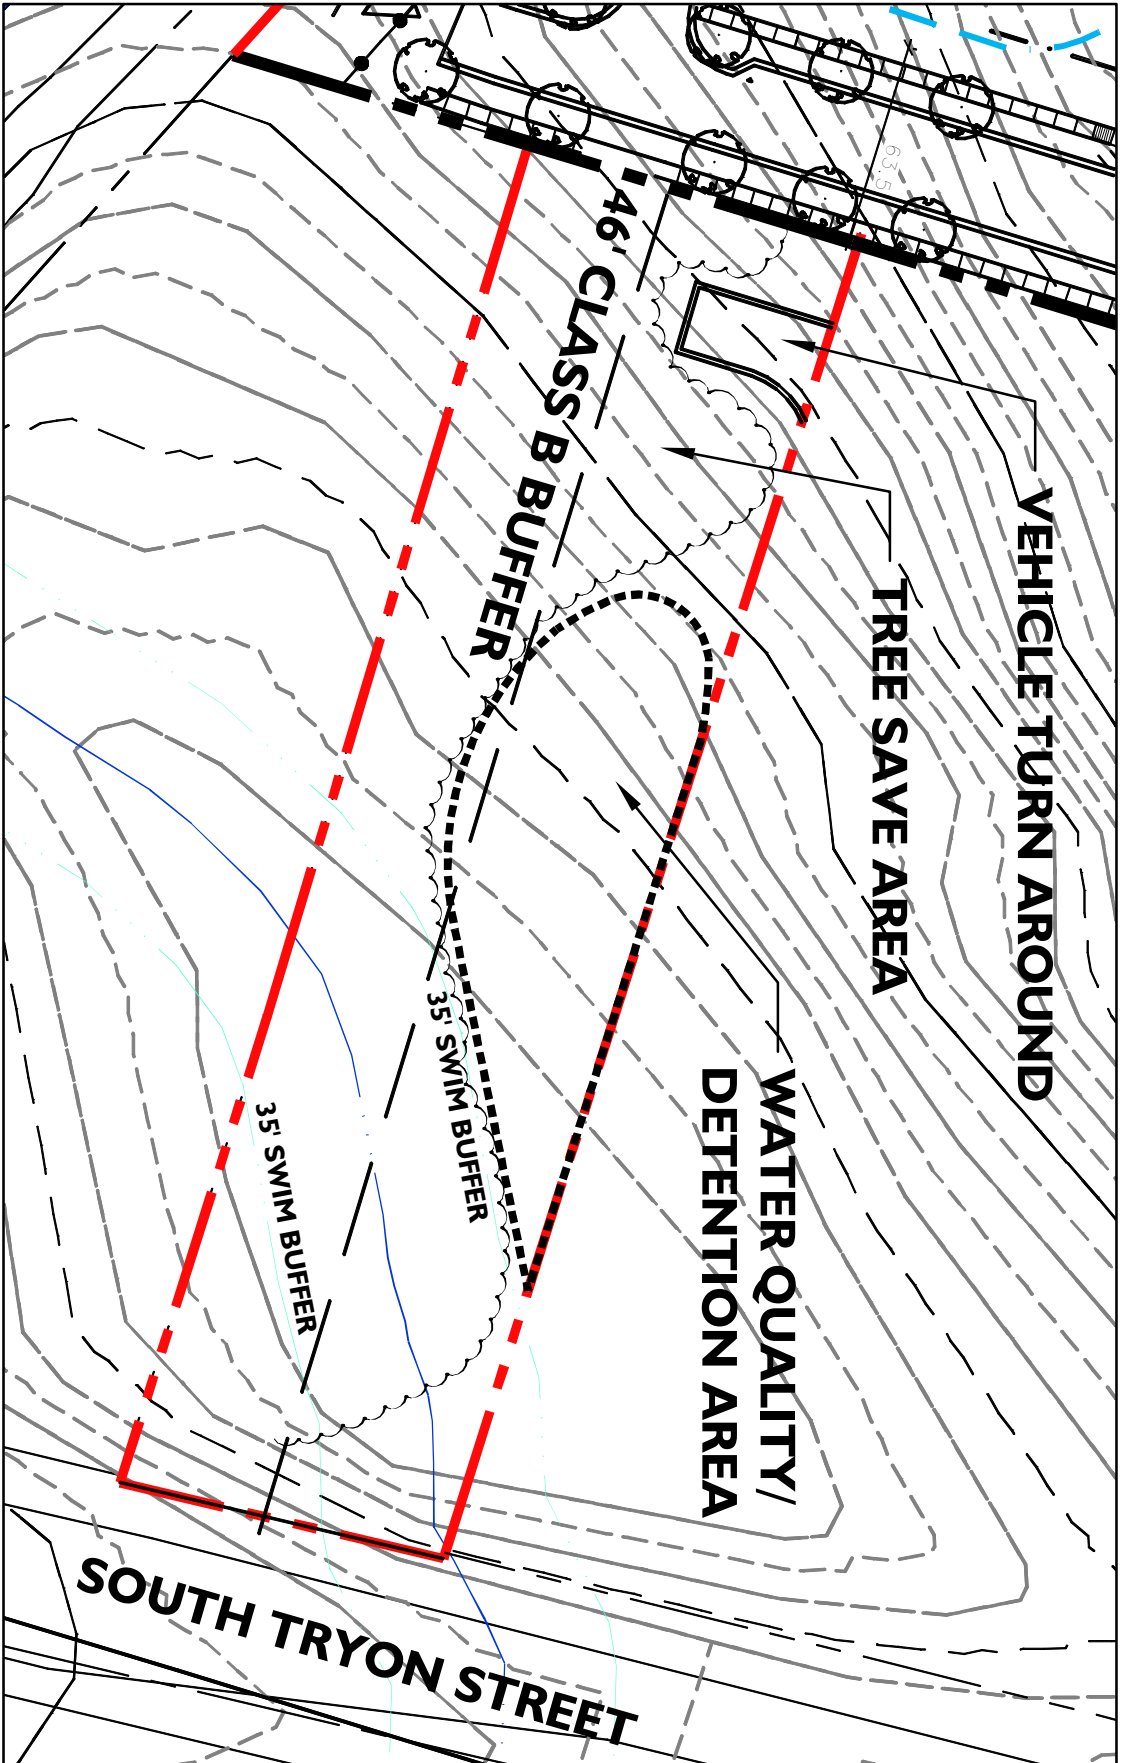 63.5
46' CLASS B BUFFER
VEHICLE TURN AROUND
TREE SAVE AREA
WATER QUALITY/
DETENTION AREA
35' SWIM BUFFER
35' SWIM BUFFER
SOUTH TRYON STREET